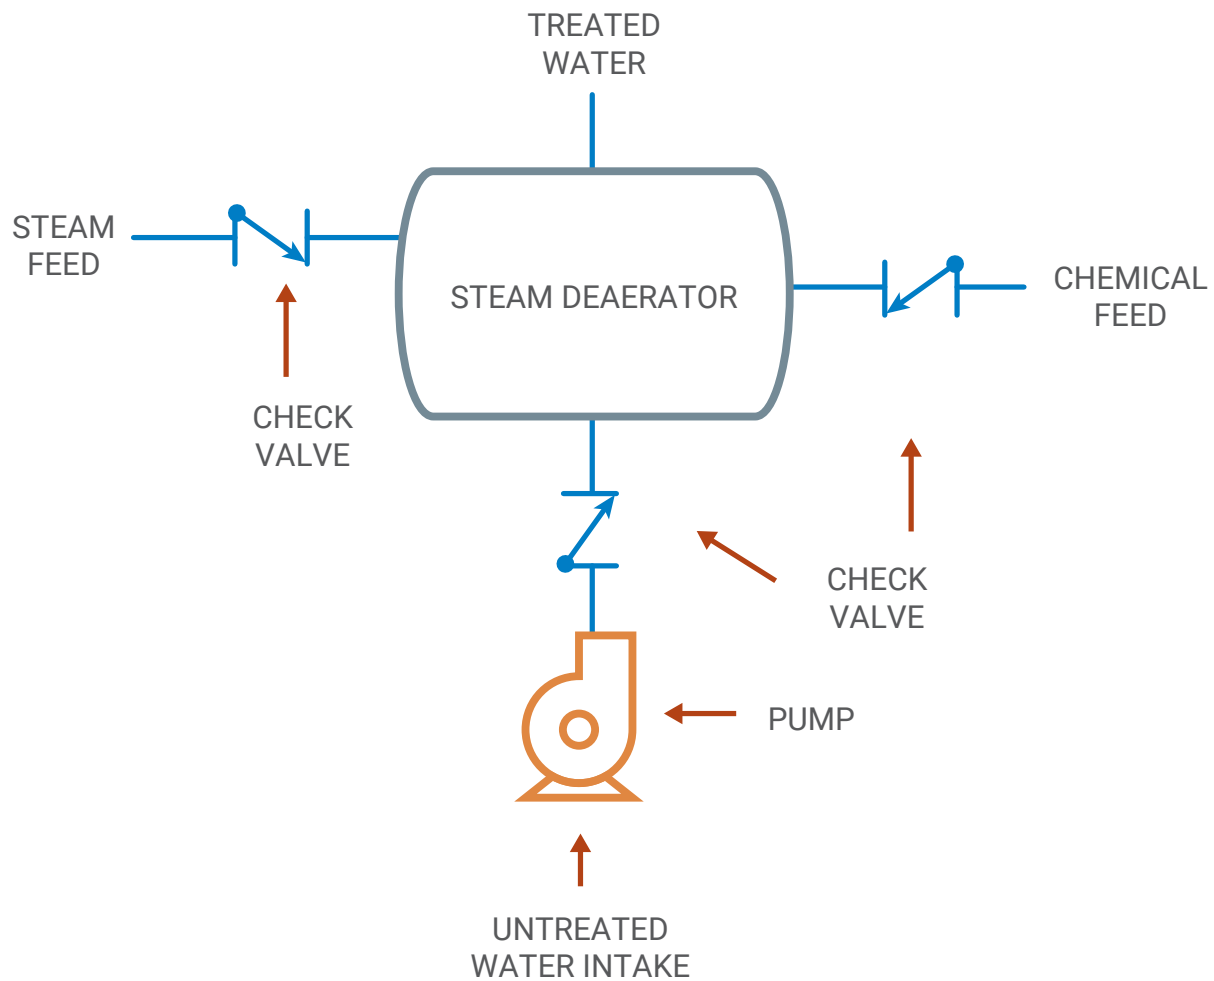 TREATED
WATER
STEAM
FEED
STEAM DEAERATOR
CHEMICAL
FEED
CHECK
VALVE
CHECK
VALVE
PUMP
UNTREATED
WATER INTAKE